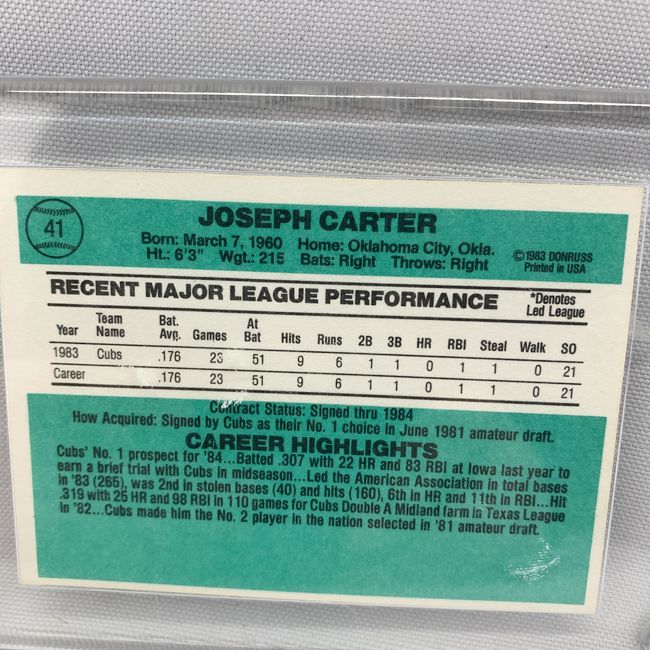 41
JOSEPH CARTER
Born: March 7, 1960 Home: Oklahoma City, Okla.
Ht.: 6'3" Wgt.: 215 Bats: Right Throws: Right
©1983 DONRUSS
Printed in USA
RECENT MAJOR LEAGUE PERFORMANCE
*Denotes
Led League
Year Team Name Bat. Avg. Games At Bat Hits Runs 2B 3B HR RBI Steal Walk SO
1983 Cubs .176 23 51 9 6 1 1 0 1 1 0 21
Career .176 23 51 9 6 1 1 0 1 1 0 21
Contract Status: Signed thru 1984
How Acquired: Signed by Cubs as their No. 1 choice in June 1981 amateur draft.
CAREER HIGHLIGHTS
Cubs' No. 1 prospect for '84...Batted .307 with 22 HR and 83 RBI at Iowa last year to
earn a brief trial with Cubs in midseason...Led the American Association in total bases
in '83 (265), was 2nd in stolen bases (40) and hits (160), 6th in HR and 11th in RBI...Hit
.319 with 25 HR and 98 RBI in 110 games for Cubs Double A Midland farm in Texas League
in '82...Cubs made him the No. 2 player in the nation selected in '81 amateur draft.